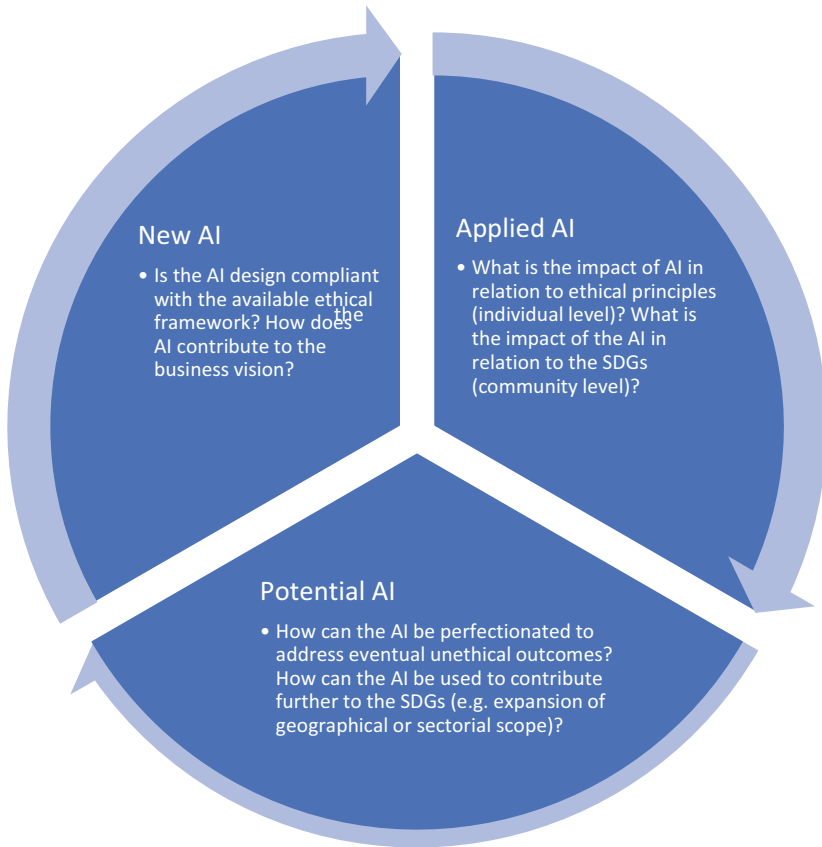 New AI
• Is the AI design compliant
with the available ethical
framework? How does
the
AI contribute to the
business vision?
Applied AI
• What is the impact of AI in
relation to ethical principles
(individual level)? What is
the impact of the AI in
relation to the SDGs
(community level)?
Potential AI
• How can the AI be perfectionated to
address eventual unethical outcomes?
How can the AI be used to contribute
further to the SDGs (e.g. expansion of
geographical or sectorial scope)?